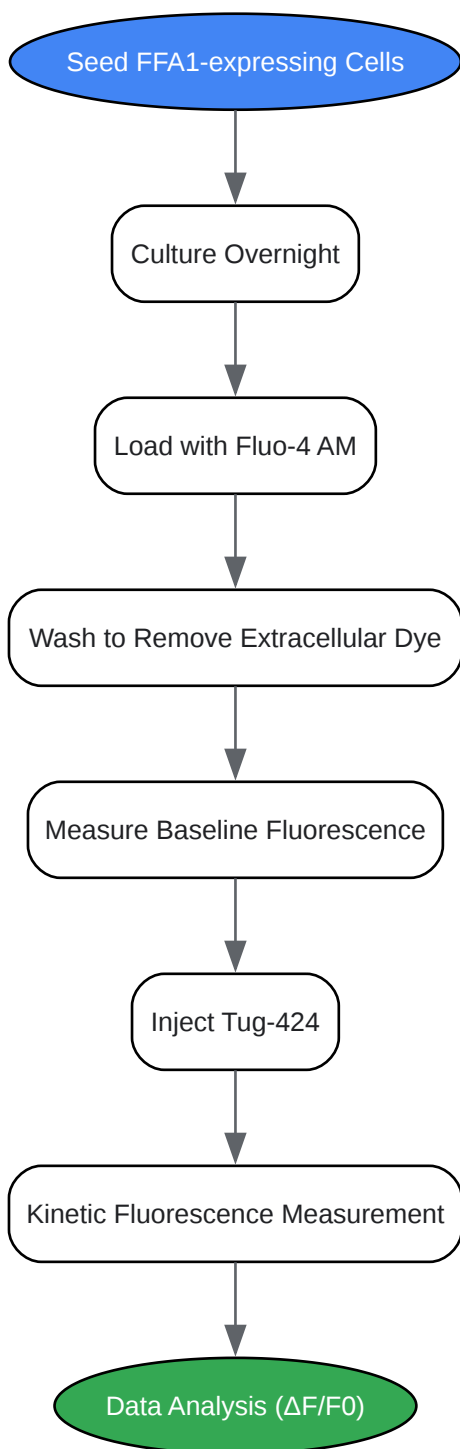 Seed FFA1-expressing Cells
Culture Overnight
Load with Fluo-4 AM
Wash to Remove Extracellular Dye
Measure Baseline Fluorescence
Inject Tug-424
Kinetic Fluorescence Measurement
Data Analysis (ΔF/F0)